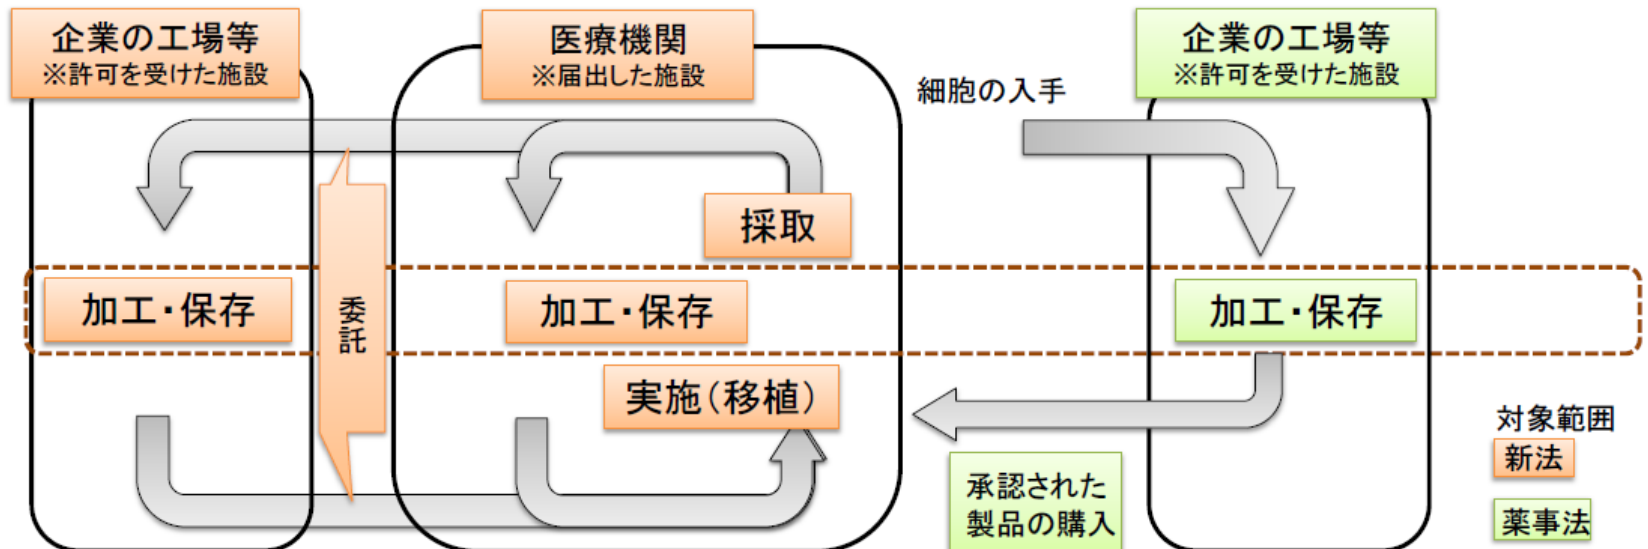 企業の工場等
※許可を受けた施設
医療機関
※届出した施設
企業の工場等
※許可を受けた施設
細胞の入手
採取
加工・保存
委託
加工・保存
加工・保存
実施(移植)
承認された
製品の購入
対象範囲
新法
薬事法